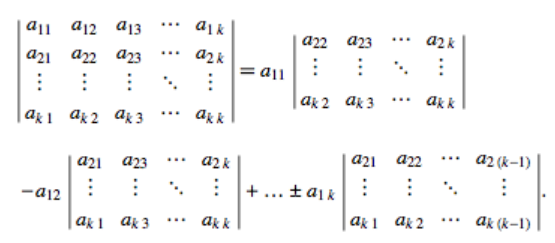 | a₁₁ a₁₂ a₁₃ ⋯ a₁ₖ |
| a₂₁ a₂₂ a₂₃ ⋯ a₂ₖ |
| ⋮ ⋮ ⋮ ⋱ ⋮ |
| aₖ₁ aₖ₂ aₖ₃ ⋯ aₖₖ |
= a₁₁
| a₂₂ a₂₃ ⋯ a₂ₖ |
| ⋮ ⋮ ⋱ ⋮ |
| aₖ₂ aₖ₃ ⋯ aₖₖ |
−a₁₂
| a₂₁ a₂₃ ⋯ a₂ₖ |
| ⋮ ⋮ ⋱ ⋮ |
| aₖ₁ aₖ₃ ⋯ aₖₖ |
+ … ± a₁ₖ
| a₂₁ a₂₂ ⋯ a₂₍ₖ₋₁₎ |
| ⋮ ⋮ ⋱ ⋮ |
| aₖ₁ aₖ₂ ⋯ aₖ₍ₖ₋₁₎ | .